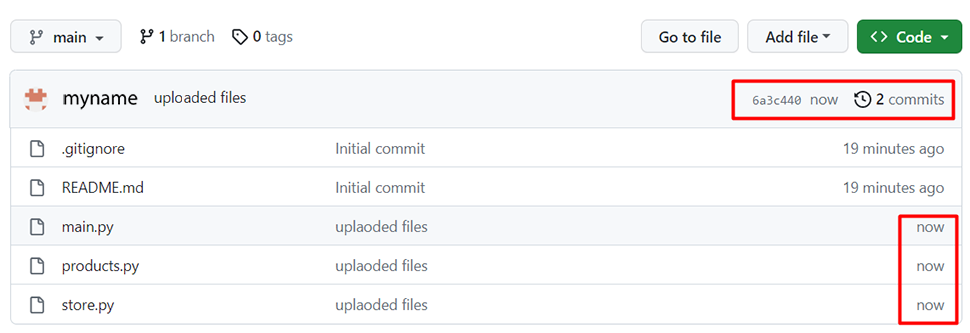 main 1 branch 0 tags Go to file Add file Code
myname uploaded files 6a3c440 now 2 commits
.gitignore Initial commit 19 minutes ago
README.md Initial commit 19 minutes ago
main.py uplaoded files now
products.py uplaoded files now
store.py uplaoded files now